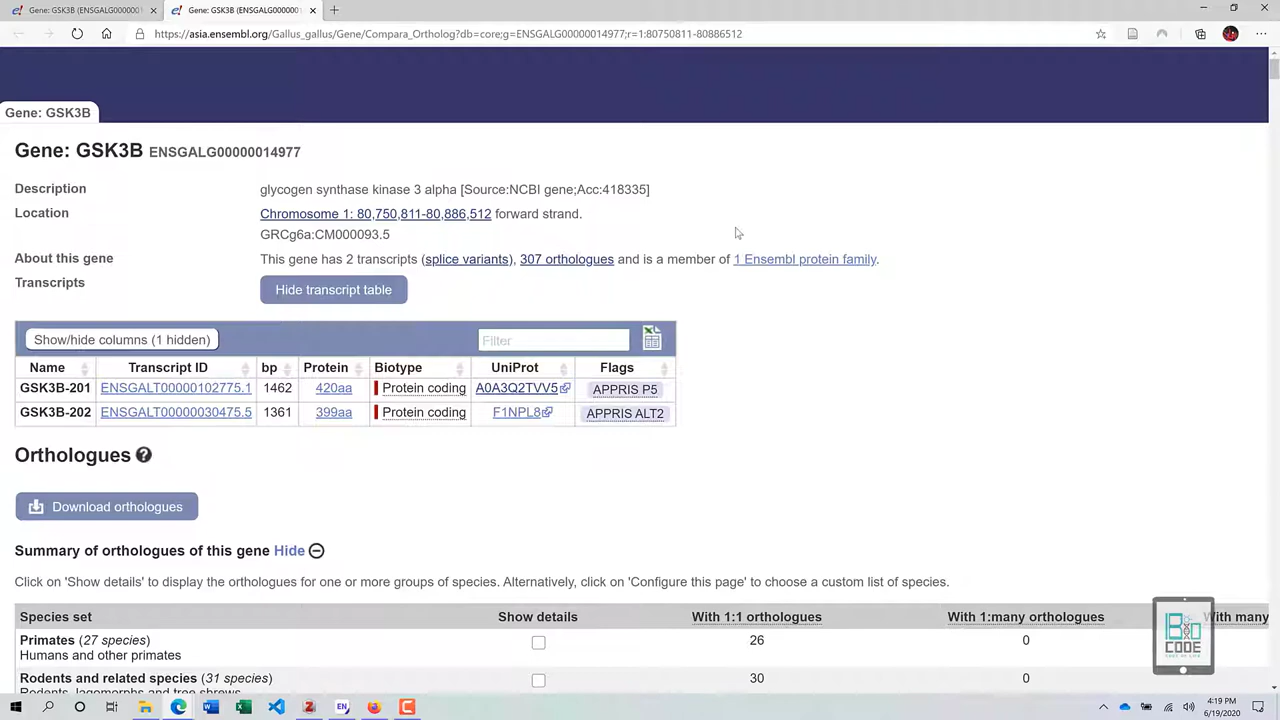 Gene: GSK3B (ENSGALG0000001
Gene: GSK3B (ENSGALG0000001
https://asia.ensembl.org/Gallus_gallus/Gene/Compara_Ortholog?db=core;g=ENSGALG00000014977;r=1:80750811-80886512
Gene: GSK3B
Gene: GSK3B ENSGALG00000014977
Description glycogen synthase kinase 3 alpha [Source:NCBI gene;Acc:418335]
Location Chromosome 1: 80,750,811-80,886,512 forward strand.
GRCg6a:CM000093.5
About this gene This gene has 2 transcripts (splice variants), 307 orthologues and is a member of 1 Ensembl protein family.
Transcripts Hide transcript table
Show/hide columns (1 hidden) Filter
Name Transcript ID bp Protein Biotype UniProt Flags
GSK3B-201 ENSGALT00000102775.1 1462 420aa Protein coding A0A3Q2TVV5 APPRIS P5
GSK3B-202 ENSGALT00000030475.5 1361 399aa Protein coding F1NPL8 APPRIS ALT2
Orthologues ?
Download orthologues
Summary of orthologues of this gene Hide
Click on 'Show details' to display the orthologues for one or more groups of species. Alternatively, click on 'Configure this page' to choose a custom list of species.
Species set Show details With 1:1 orthologues With 1:many orthologues With many
Primates (27 species) 26 0
Humans and other primates
Rodents and related species (31 species) 30 0
Rodents, lagomorphs and tree shrews
CODE
4:19 PM
6/19/2020